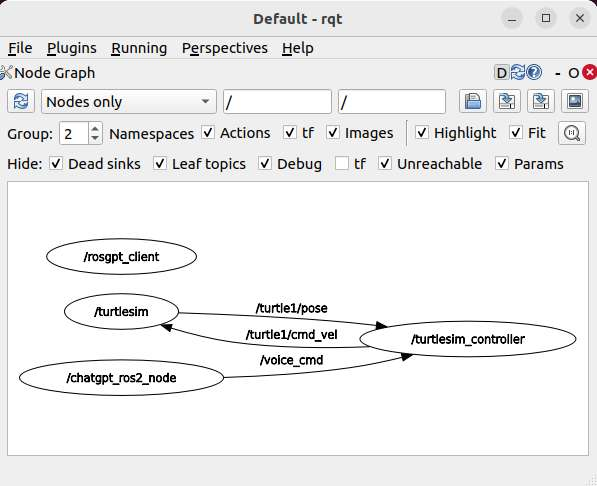 Default - rqt
File Plugins Running Perspectives Help
Node Graph D - O
Nodes only / /
Group: 2 Namespaces Actions tf Images Highlight Fit
Hide: Dead sinks Leaf topics Debug tf Unreachable Params
/rosgpt_client
/turtle1/pose
/turtlesim
/turtle1/cmd_vel
/turtlesim_controller
/voice_cmd
/chatgpt_ros2_node